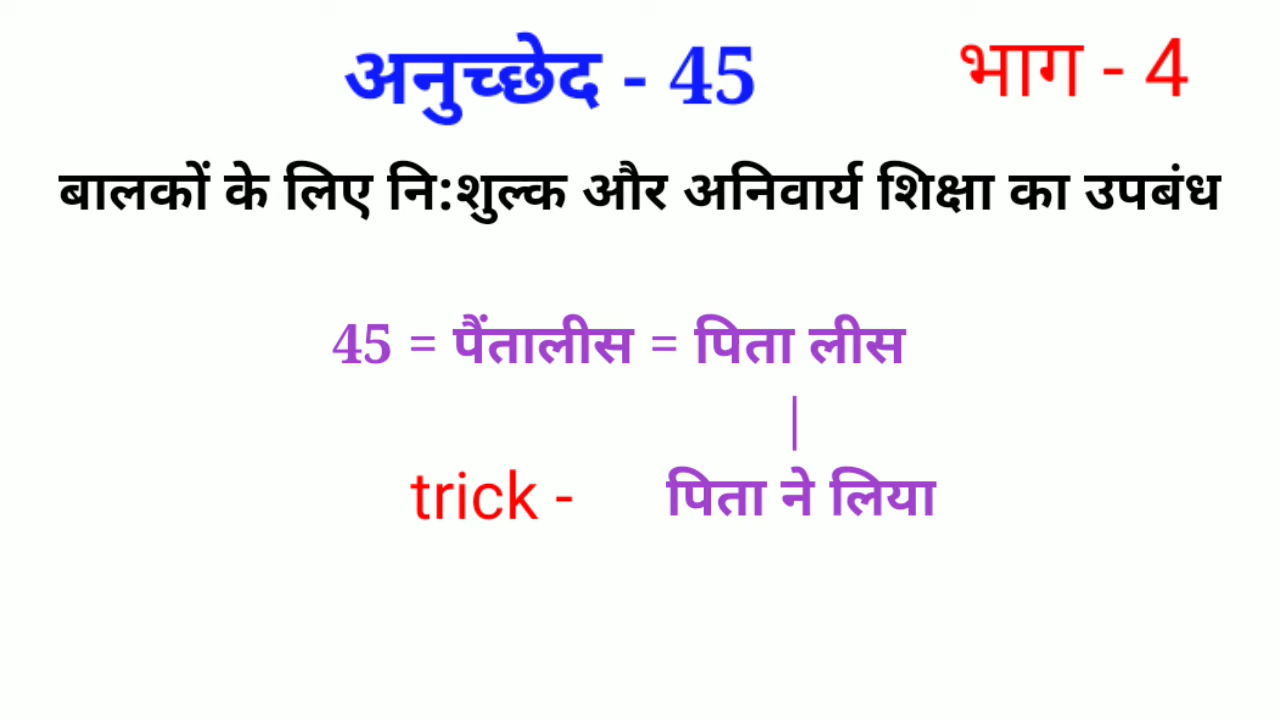 अनुच्छेद - 45 भाग - 4
बालकों के लिए नि:शुल्क और अनिवार्य शिक्षा का उपबंध
45 = पैंतालीस = पिता लीस
|
trick - पिता ने लिया